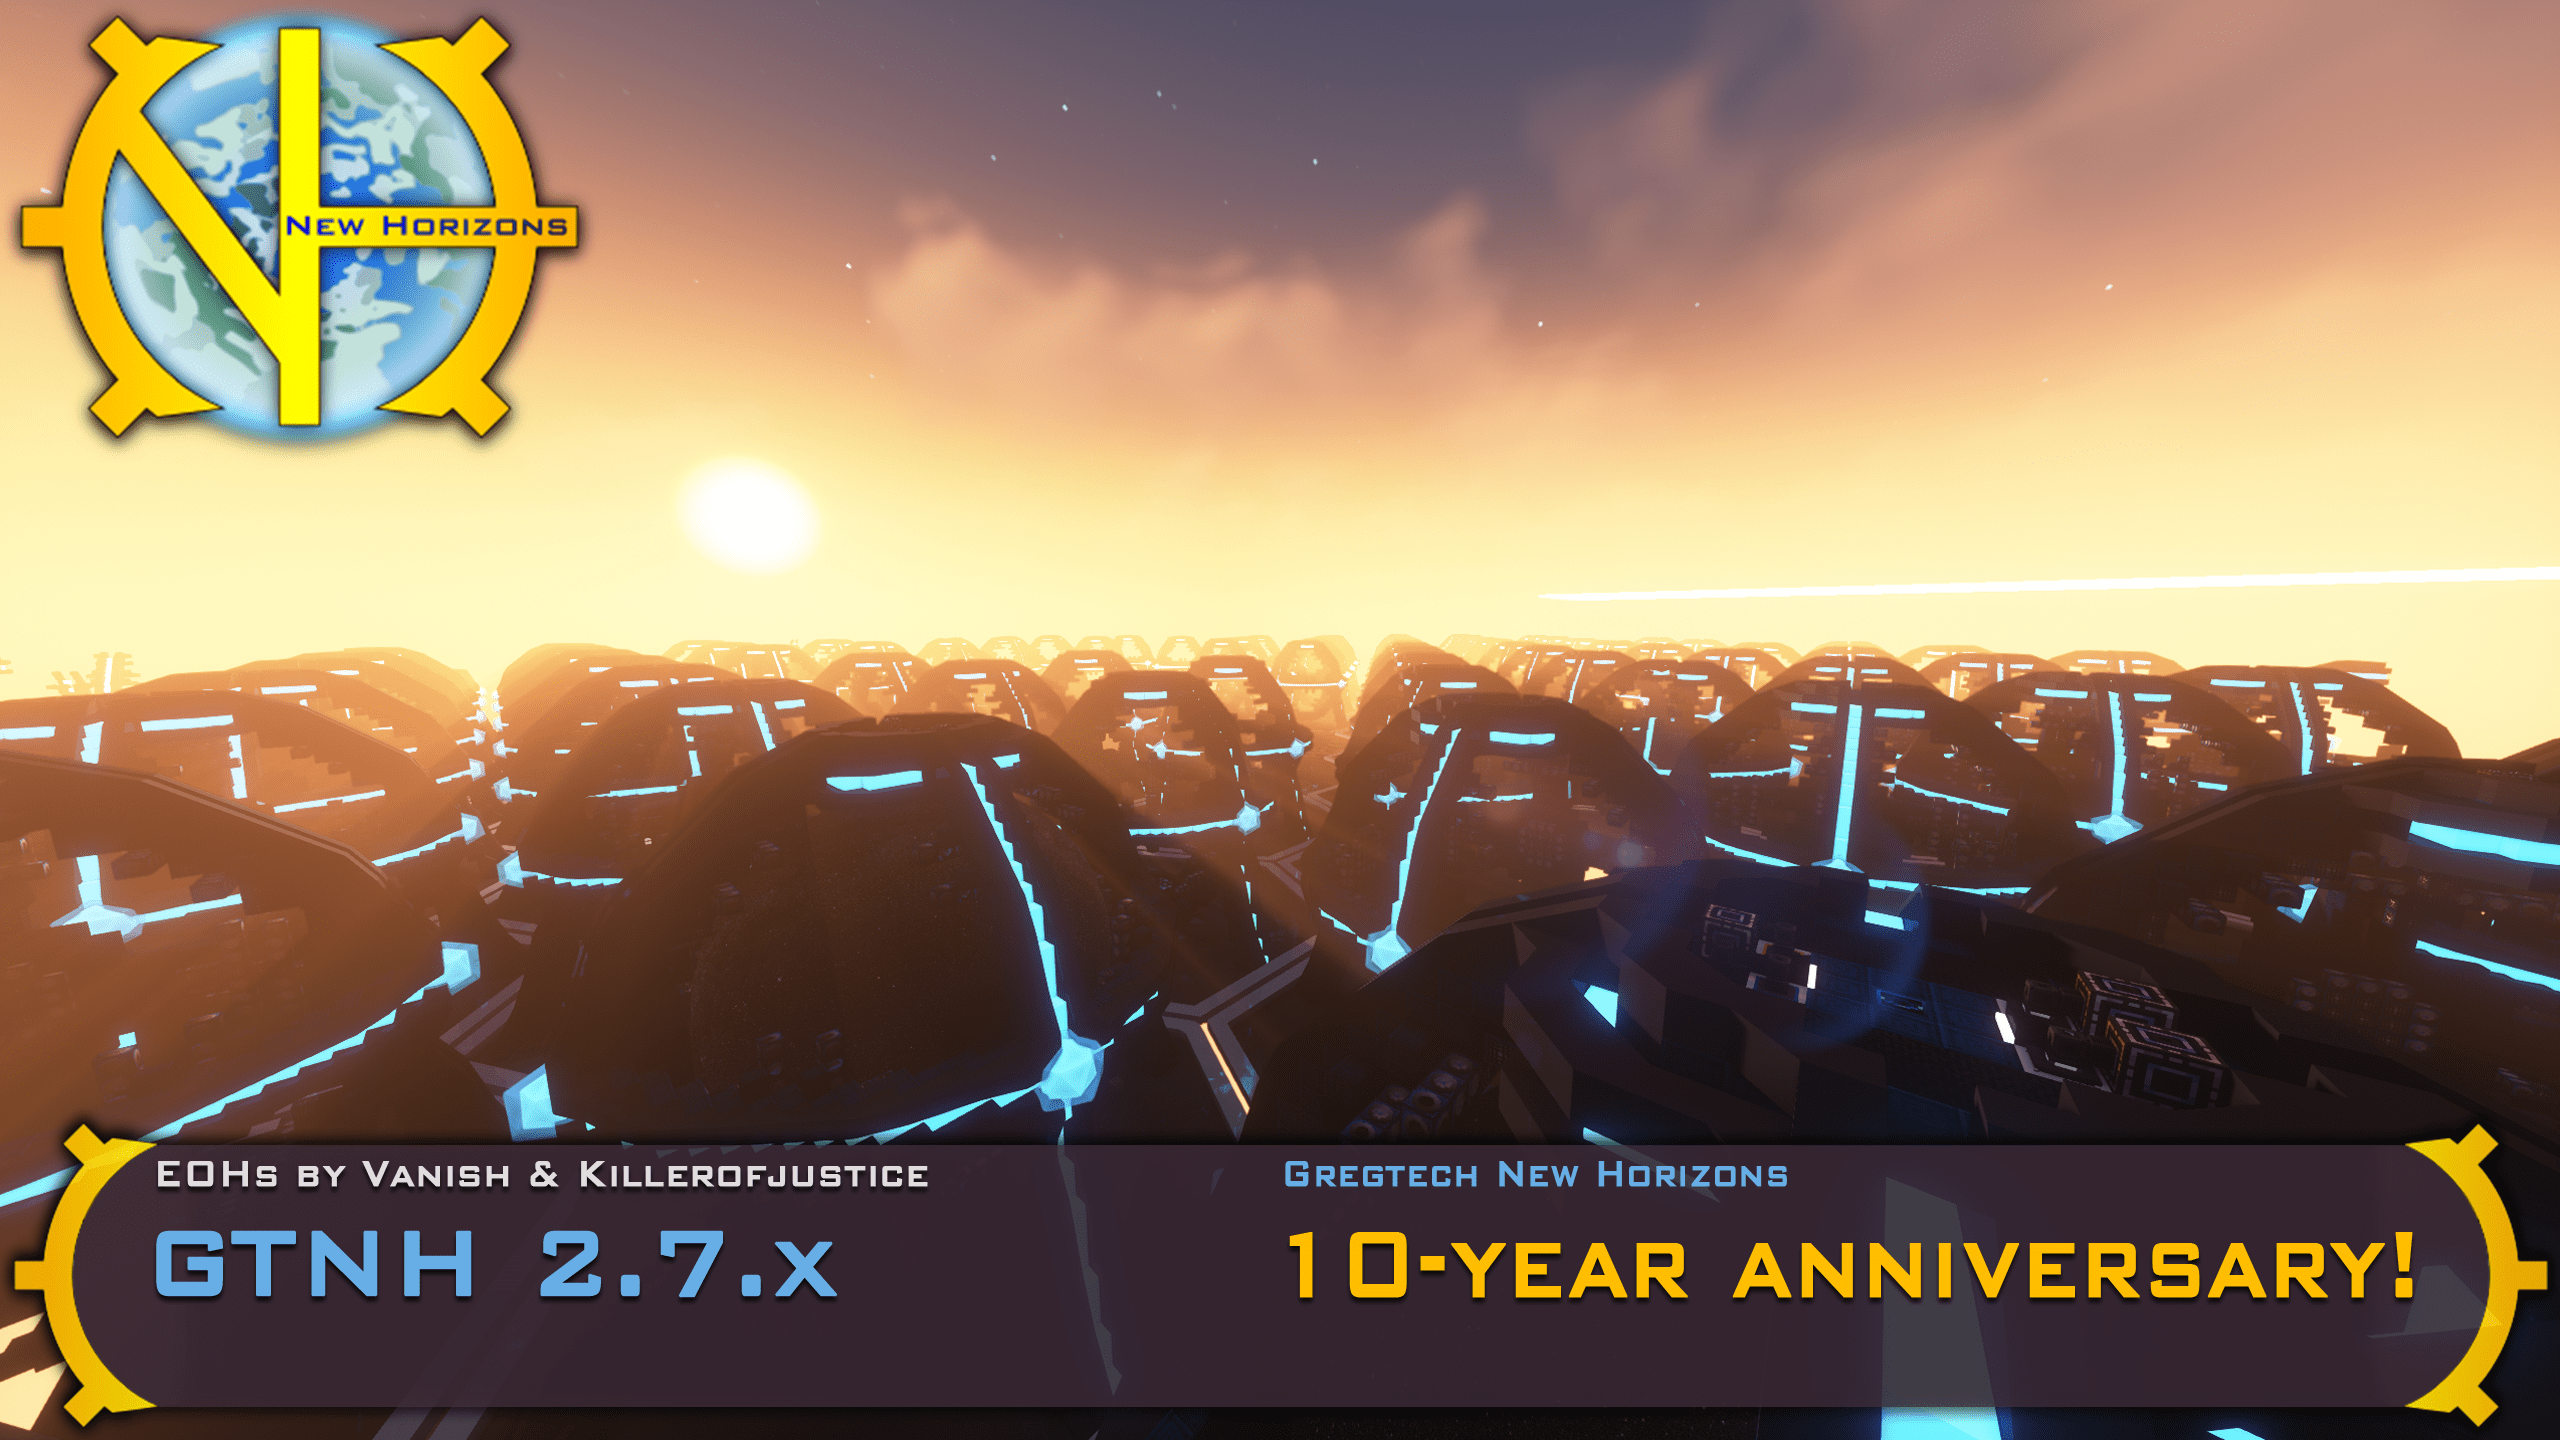 New Horizons
EOHs by Vanish & Killerofjustice
GTNH 2.7.x
Gregtech New Horizons
10-year anniversary!